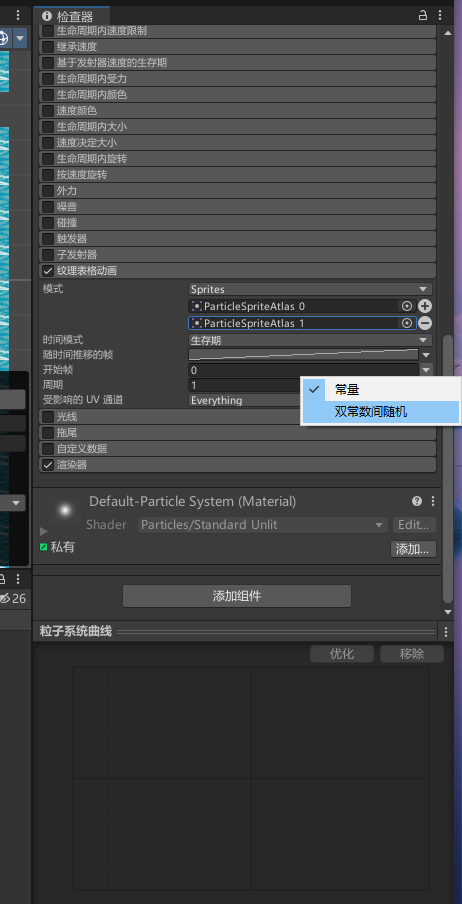 检查器
生命周期内速度限制
继承速度
基于发射器速度的生存期
生命周期内受力
生命周期内颜色
速度颜色
生命周期内大小
速度决定大小
生命周期内旋转
按速度旋转
外力
噪音
碰撞
触发器
子发射器
纹理表格动画
模式 Sprites
ParticleSpriteAtlas_0
ParticleSpriteAtlas_1
时间模式 生存期
随时间推移的帧
开始帧 0
周期 1
常量
受影响的 UV 通道 Everything
双常数间随机
光线
拖尾
自定义数据
渲染器
Default-Particle System (Material)
Shader Particles/Standard Unlit Edit...
私有
添加...
26
添加组件
粒子系统曲线
优化 移除